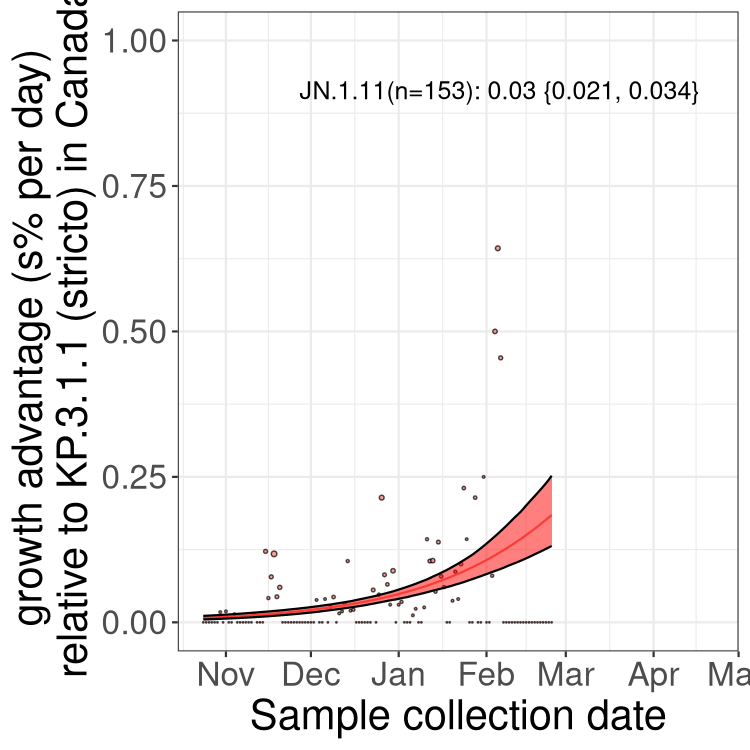 growth advantage (s% per day)
relative to KP.3.1.1 (stricto) in Canada
1.00
0.75
0.50
0.25
0.00
JN.1.11(n=153): 0.03 {0.021, 0.034}
Nov Dec Jan Feb Mar Apr Ma
Sample collection date